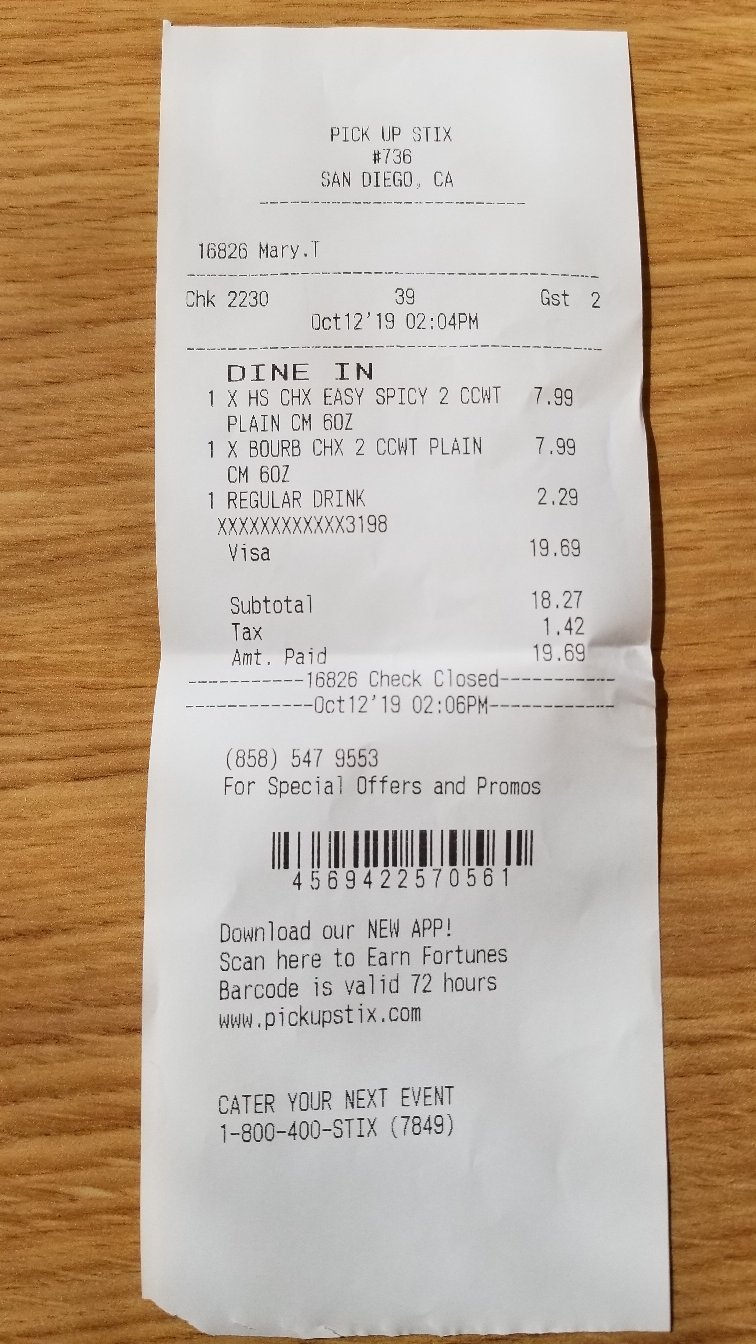 PICK UP STIX
#736
SAN DIEGO, CA
16826 Mary.T
Chk 2230 39 Gst 2
Oct12'19 02:04PM
DINE IN
1 X HS CHX EASY SPICY 2 CCWT 7.99
PLAIN CM 6OZ
1 X BOURB CHX 2 CCWT PLAIN 7.99
CM 6OZ
1 REGULAR DRINK 2.29
XXXXXXXXXXXX3198
Visa 19.69
Subtotal 18.27
Tax 1.42
Amt. Paid 19.69
-----------16826 Check Closed-----------
------------Oct12'19 02:06PM------------
(858) 547 9553
For Special Offers and Promos
4569422570561
Download our NEW APP!
Scan here to Earn Fortunes
Barcode is valid 72 hours
www.pickupstix.com
CATER YOUR NEXT EVENT
1-800-400-STIX (7849)